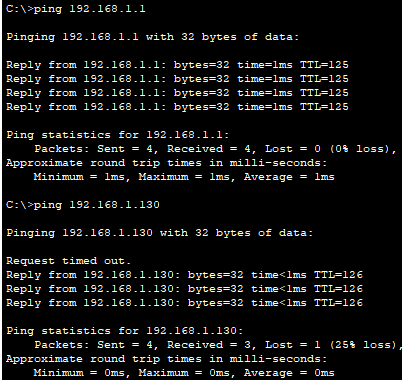 C:\>ping 192.168.1.1
Pinging 192.168.1.1 with 32 bytes of data:
Reply from 192.168.1.1: bytes=32 time=1ms TTL=125
Reply from 192.168.1.1: bytes=32 time=1ms TTL=125
Reply from 192.168.1.1: bytes=32 time=1ms TTL=125
Reply from 192.168.1.1: bytes=32 time=1ms TTL=125
Ping statistics for 192.168.1.1:
    Packets: Sent = 4, Received = 4, Lost = 0 (0% loss),
Approximate round trip times in milli-seconds:
    Minimum = 1ms, Maximum = 1ms, Average = 1ms
C:\>ping 192.168.1.130
Pinging 192.168.1.130 with 32 bytes of data:
Request timed out.
Reply from 192.168.1.130: bytes=32 time<1ms TTL=126
Reply from 192.168.1.130: bytes=32 time<1ms TTL=126
Reply from 192.168.1.130: bytes=32 time<1ms TTL=126
Ping statistics for 192.168.1.130:
    Packets: Sent = 4, Received = 3, Lost = 1 (25% loss),
Approximate round trip times in milli-seconds:
    Minimum = 0ms, Maximum = 0ms, Average = 0ms